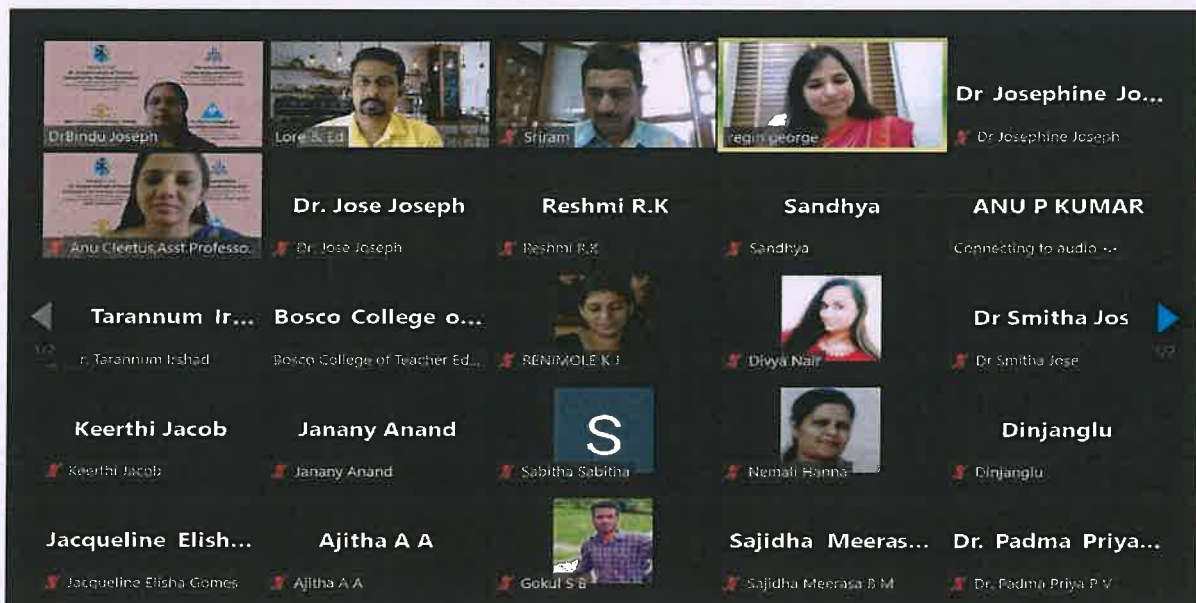 DrBindu Joseph
Lore & Ed
Sriram
regin george
Dr Josephine Jo...
Dr Josephine Joseph
Anu Cleetus,Asst.Professo..
Dr. Jose Joseph
Dr. Jose Joseph
Reshmi R.K
Reshmi R.K
Sandhya
Sandhya
ANU P KUMAR
Connecting to audio
Tarannum Ir...
r. Tarannum Irshad
Bosco College o...
Bosco College of Teacher Ed...
RENIMOLE K J
Divya Nair
Dr Smitha Jos
Dr Smitha Jose
Keerthi Jacob
Keerthi Jacob
Janany Anand
Janany Anand
S
Sabitha Sabitha
Nemali Hanna
Dinjanglu
Dinjanglu
Jacqueline Elish...
Jacqueline Elisha Gomes
Ajitha A A
Ajitha A A
Gokul S B
Sajidha Meeras...
Sajidha Meerasa B M
Dr. Padma Priya...
Dr. Padma Priya P V